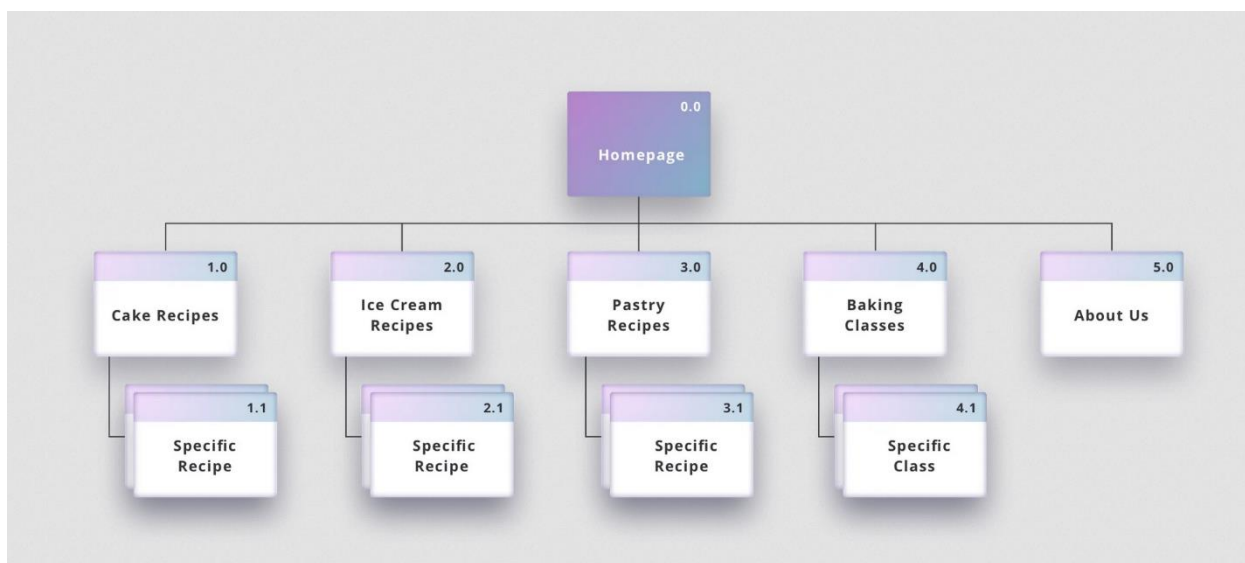 0.0
Homepage
1.0
Cake Recipes
2.0
Ice Cream
Recipes
3.0
Pastry
Recipes
4.0
Baking
Classes
5.0
About Us
1.1
Specific
Recipe
2.1
Specific
Recipe
3.1
Specific
Recipe
4.1
Specific
Class